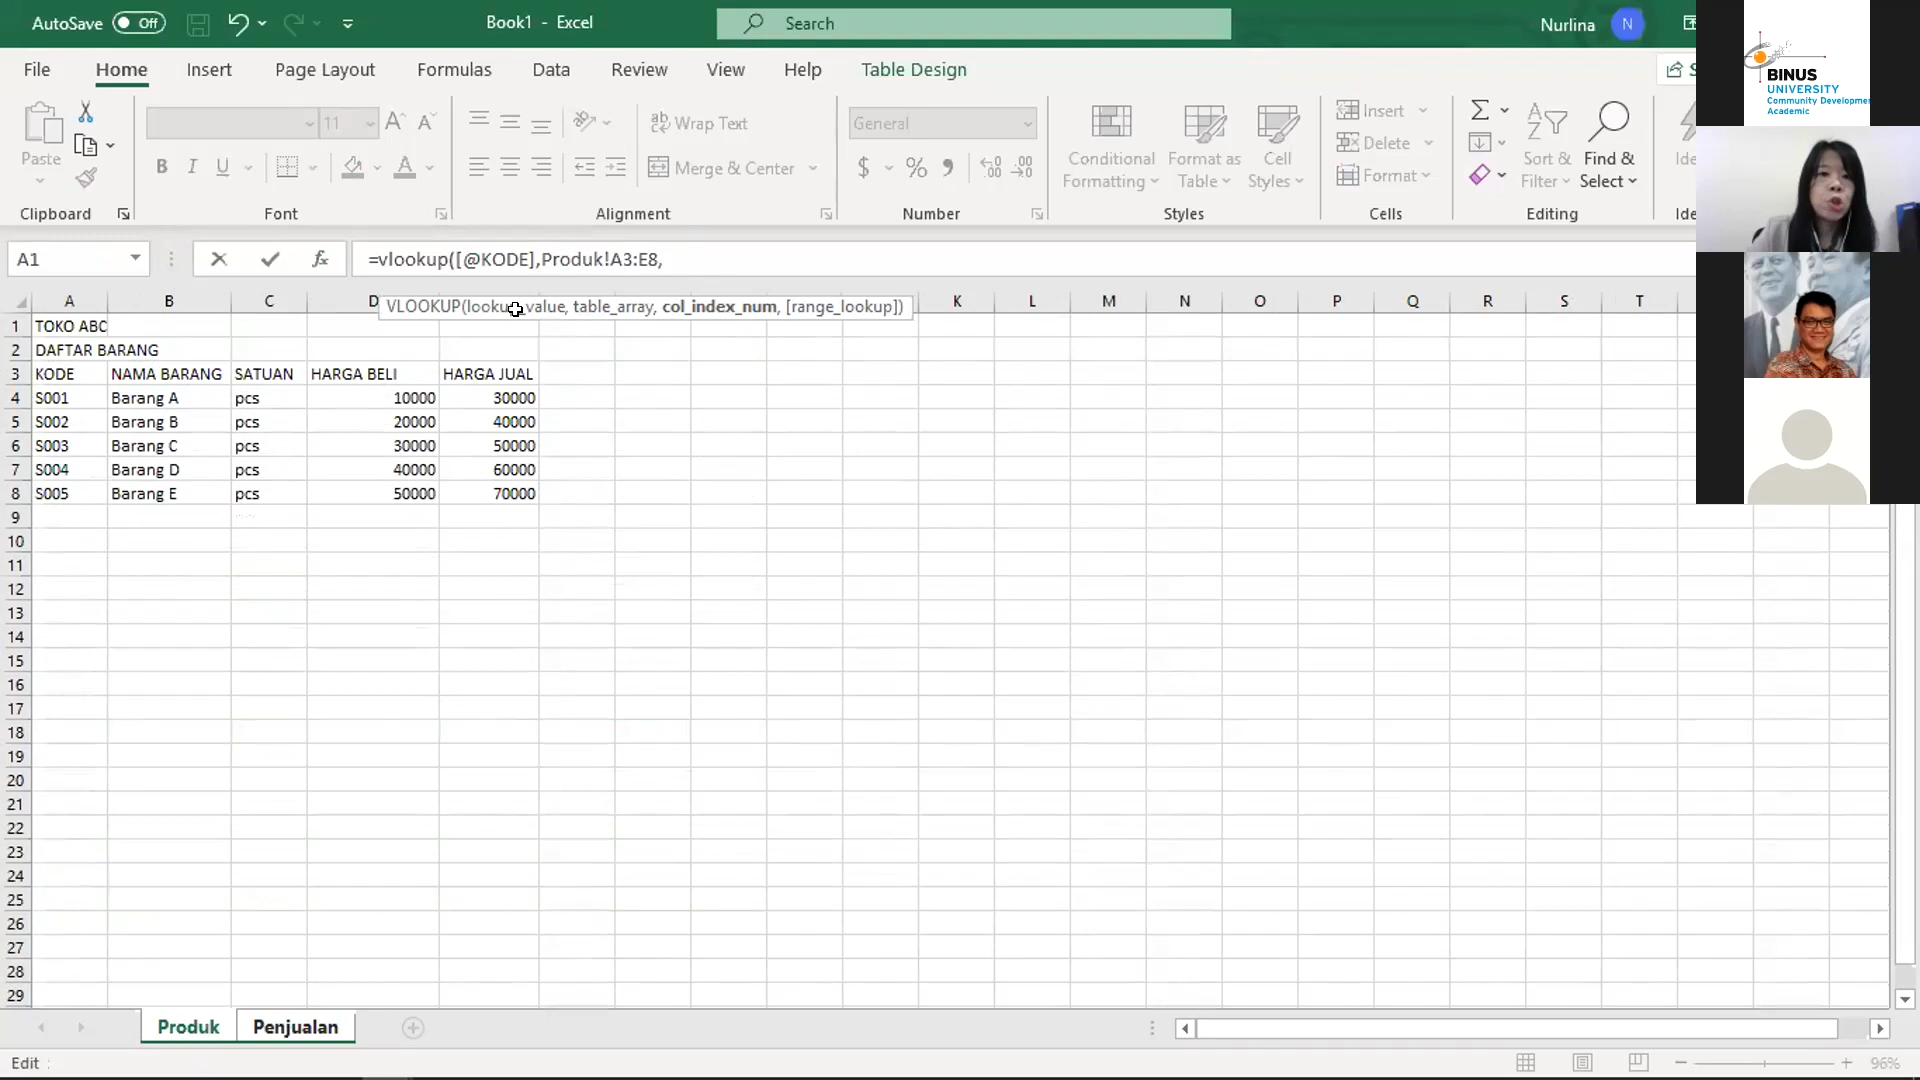 AutoSave Off Book1 - Excel Search Nurlina N
File Home Insert Page Layout Formulas Data Review View Help Table Design S
Paste
11 A A
B I U A
Wrap Text
Merge & Center
General
$ % 9
Conditional Formatting
Format as Table
Cell Styles
Insert
Delete
Format
Sort & Filter
Find & Select
Ide
Clipboard Font Alignment Number Styles Cells Editing Ide
A1 fx =vlookup([@KODE],Produk!A3:E8,
VLOOKUP(lookup_value, table_array, col_index_num, [range_lookup])
A B C D K L M N O P Q R S T
1 TOKO ABC
2 DAFTAR BARANG
3 KODE NAMA BARANG SATUAN HARGA BELI HARGA JUAL
4 S001 Barang A pcs 10000 30000
5 S002 Barang B pcs 20000 40000
6 S003 Barang C pcs 30000 50000
7 S004 Barang D pcs 40000 60000
8 S005 Barang E pcs 50000 70000
9
10
11
12
13
14
15
16
17
18
19
20
21
22
23
24
25
26
27
28
29
Produk Penjualan
Edit 96%
BINUS
UNIVERSITY
Community Developme
Academic